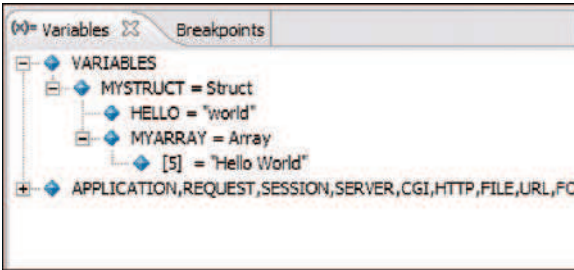 (x)= Variables Breakpoints
VARIABLES
MYSTRUCT = Struct
HELLO = "world"
MYARRAY = Array
[5] = "Hello World"
APPLICATION,REQUEST,SESSION,SERVER,CGI,HTTP,FILE,URL,FO